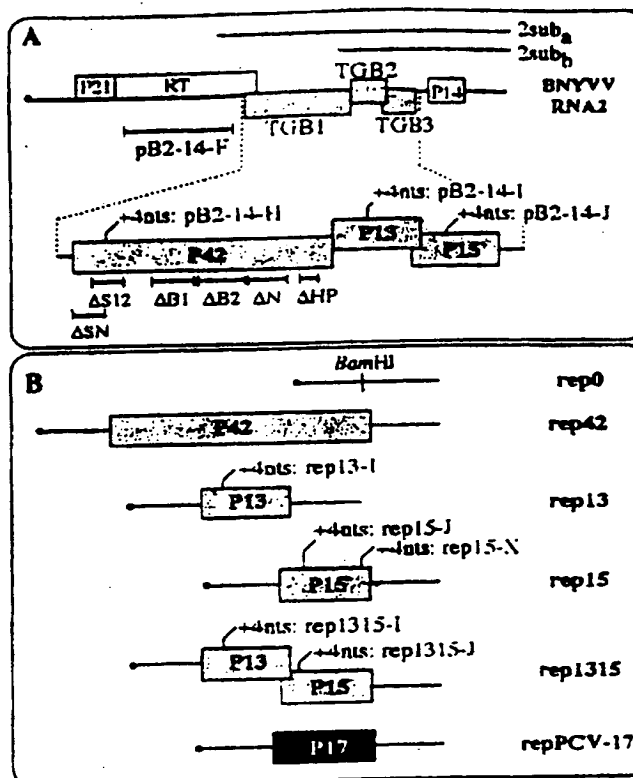 A
2sub_a
2sub_b
TGB2
P21
RT
P14
BNYVV
RNA2
TGB1
TGB3
pB2-14-F
+4nts: pB2-14-H
+4nts: pB2-14-I
+4nts: pB2-14-J
P42
P13
P15
ΔS12
ΔB1
ΔB2
ΔN
ΔHP
ΔSN
B
BamHI
rep0
P42
rep42
+4nts: rep13-I
P13
rep13
+4nts: rep15-J
+4nts: rep15-X
P15
rep15
+4nts: rep1315-I
P13
+4nts: rep1315-J
P15
rep1315
P17
repPCV-17